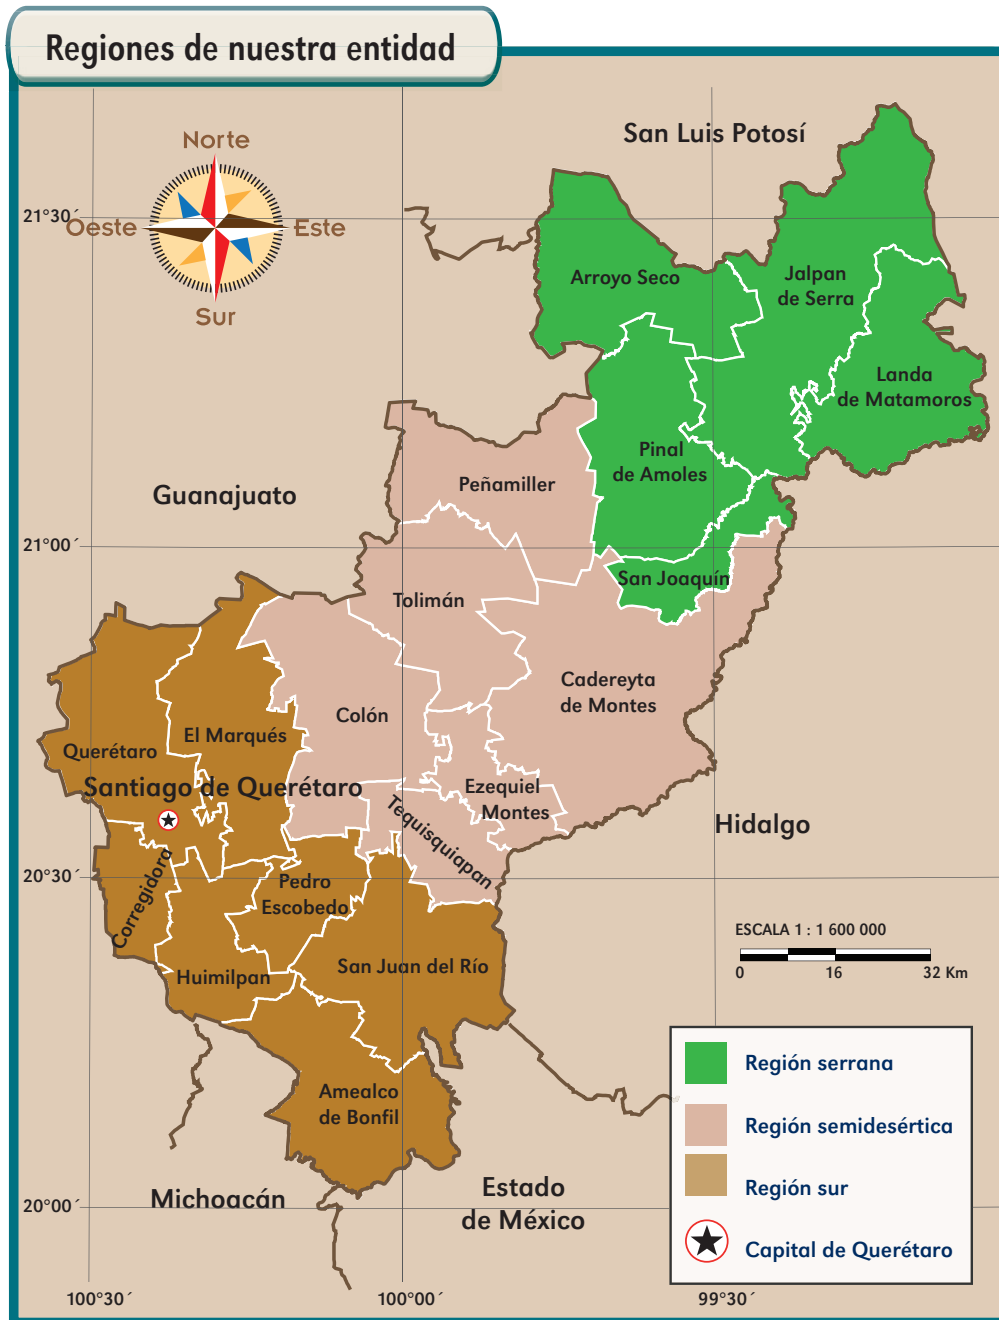 Regiones de nuestra entidad
San Luis Potosí
Norte
21°30´
Oeste
Este
Sur
Arroyo Seco
Jalpan
de Serra
Landa
de Matamoros
Pinal
de Amoles
Peñamiller
Guanajuato
21°00´
San Joaquín
Tolimán
Cadereyta
de Montes
Colón
El Marqués
Querétaro
Santiago de Querétaro
Ezequiel
Montes
Tequisquiapan
Hidalgo
20°30´
Corregidora
Pedro
Escobedo
San Juan del Río
Huimilpan
ESCALA 1 : 1 600 000
0 16 32 Km
Amealco
de Bonfil
Michoacán
Estado
de México
20°00´
Región serrana
Región semidesértica
Región sur
Capital de Querétaro
100°30´ 100°00´ 99°30´